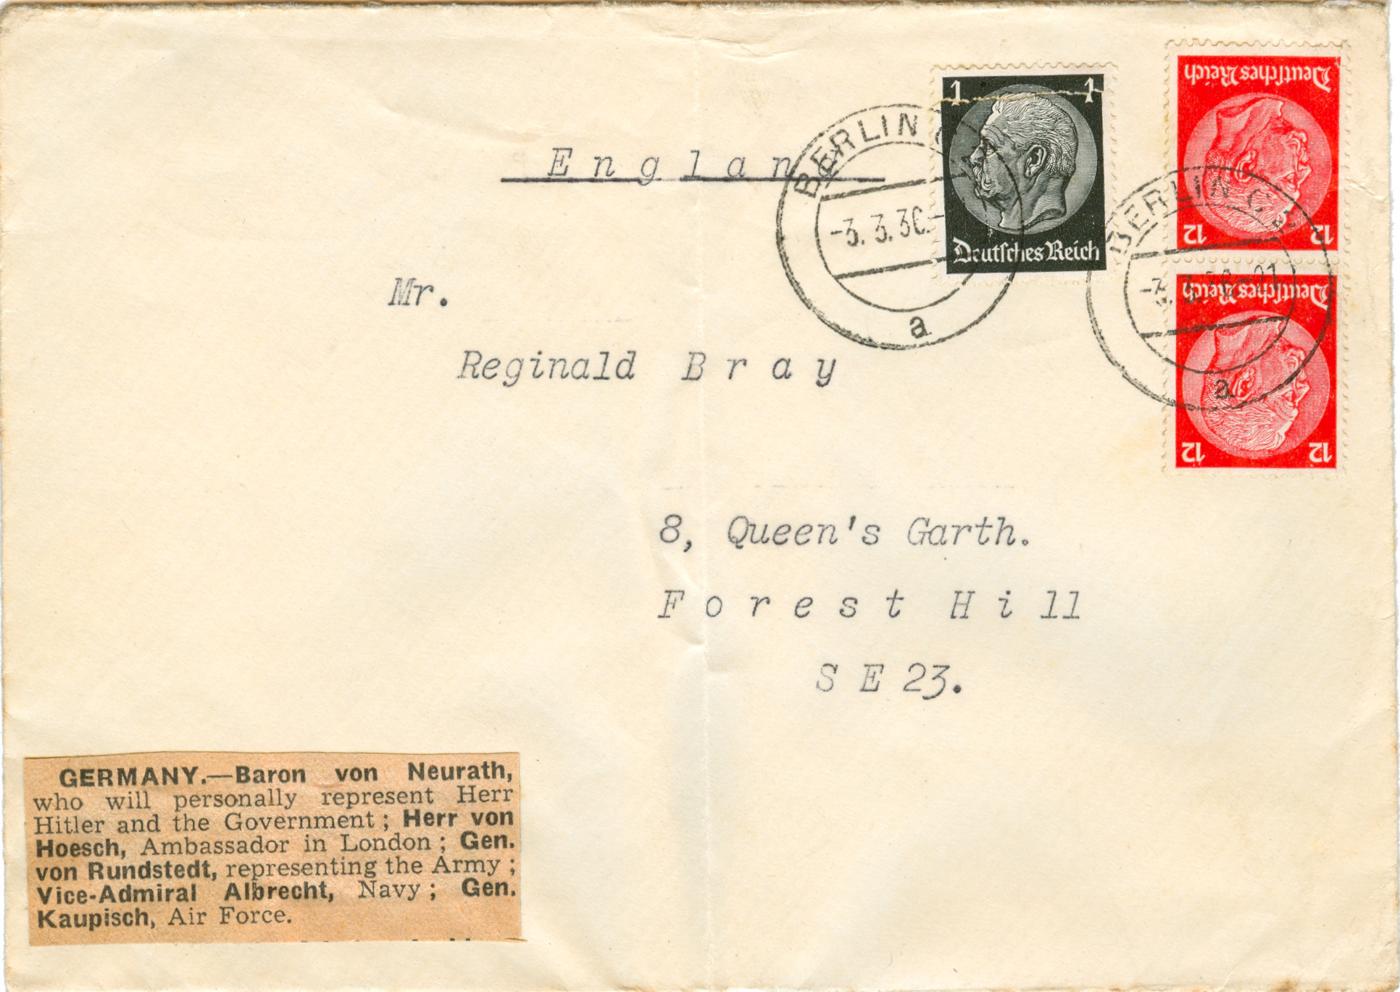 Englan
BERLIN C
-3.3.36.-
a
1 1
Deutsches Reich
Deutsches Reich
12 12
BERLIN C
a
Deutsches Reich
12 12
Mr.
Reginald Bray
8, Queen's Garth.
Forest Hill
SE 23.
GERMANY.—Baron von Neurath,
who will personally represent Herr
Hitler and the Government; Herr von
Hoesch, Ambassador in London; Gen.
von Rundstedt, representing the Army;
Vice-Admiral Albrecht, Navy; Gen.
Kaupisch, Air Force.